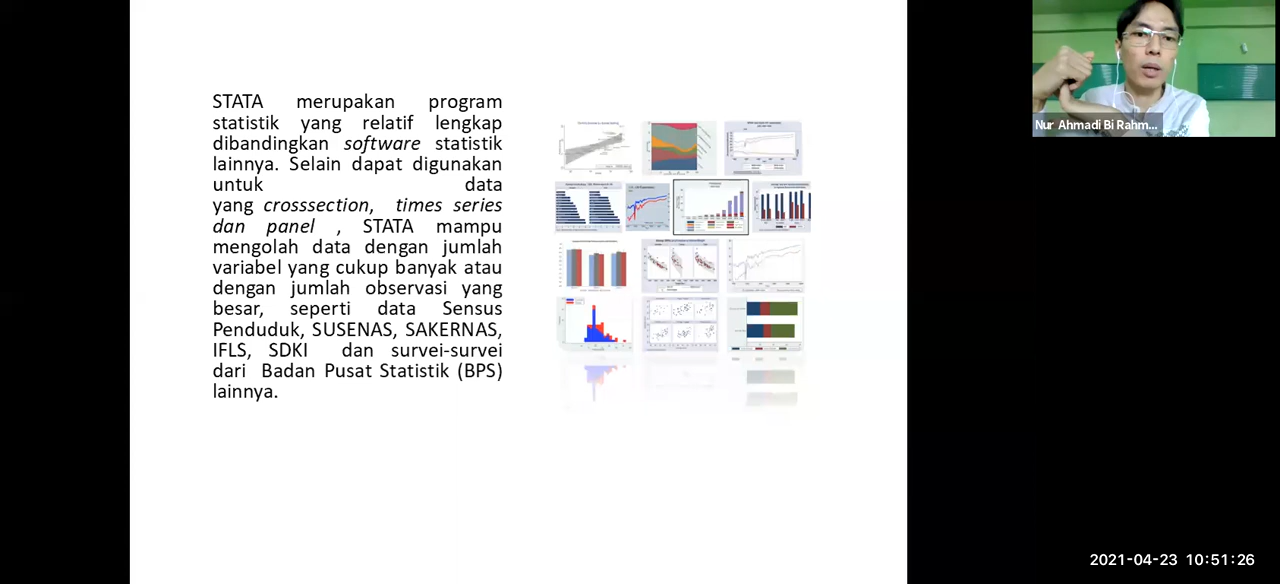 STATA merupakan program
statistik yang relatif lengkap
dibandingkan software statistik
lainnya. Selain dapat digunakan
untuk data
yang crosssection, times series
dan panel , STATA mampu
mengolah data dengan jumlah
variabel yang cukup banyak atau
dengan jumlah observasi yang
besar, seperti data Sensus
Penduduk, SUSENAS, SAKERNAS,
IFLS, SDKI dan survei-survei
dari Badan Pusat Statistik (BPS)
lainnya.
Nur Ahmadi Bi Rahm...
2021-04-23 10:51:26